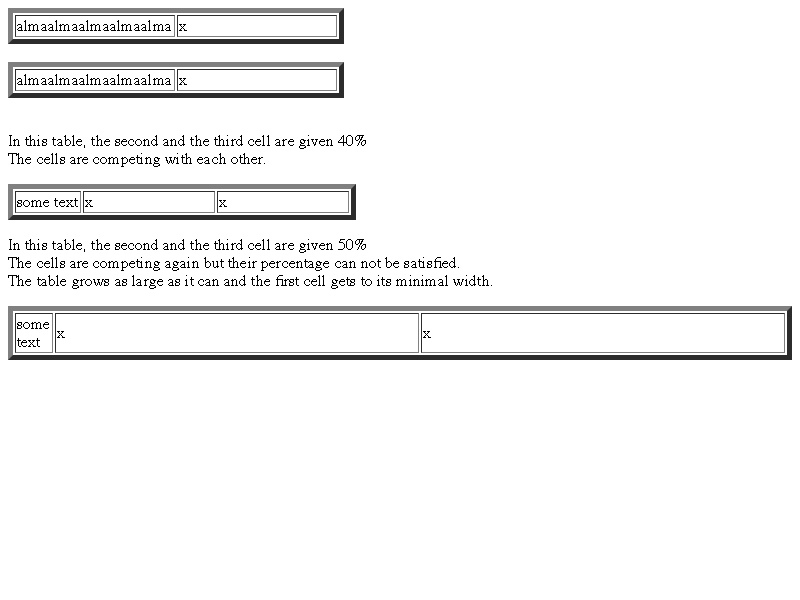 almaalmaalmaalmaalma x
almaalmaalmaalmaalma x
In this table, the second and the third cell are given 40%
The cells are competing with each other.
some text x x
In this table, the second and the third cell are given 50%
The cells are competing again but their percentage can not be satisfied.
The table grows as large as it can and the first cell gets to its minimal width.
some
text
x x